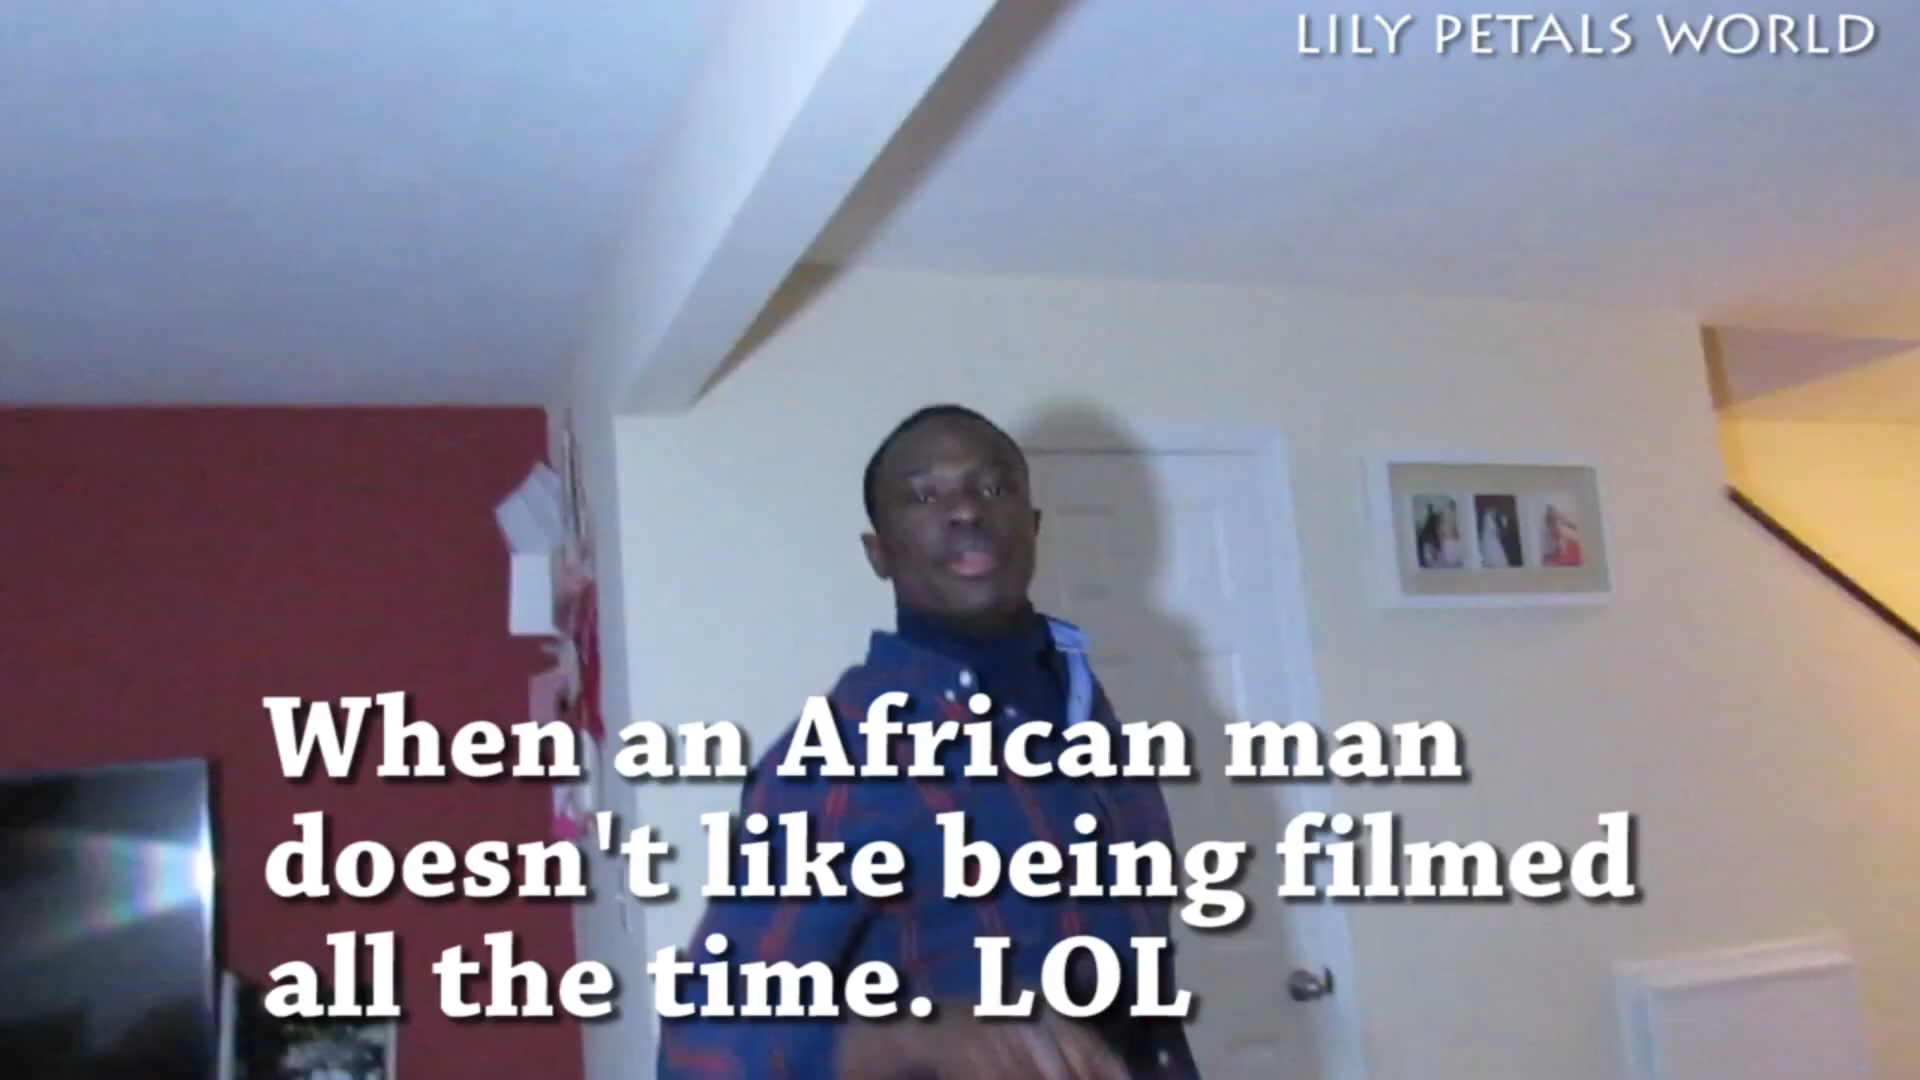 LILY PETALS WORLD
When an African man
doesn't like being filmed
all the time. LOL